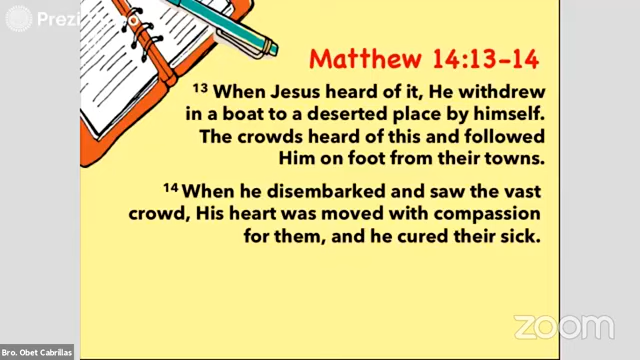 Prezi Video
Matthew 14:13-14
13 When Jesus heard of it, He withdrew
in a boat to a deserted place by himself.
The crowds heard of this and followed
Him on foot from their towns.
14 When he disembarked and saw the vast
crowd, His heart was moved with compassion
for them, and he cured their sick.
zoom
Bro. Obet Cabrillas